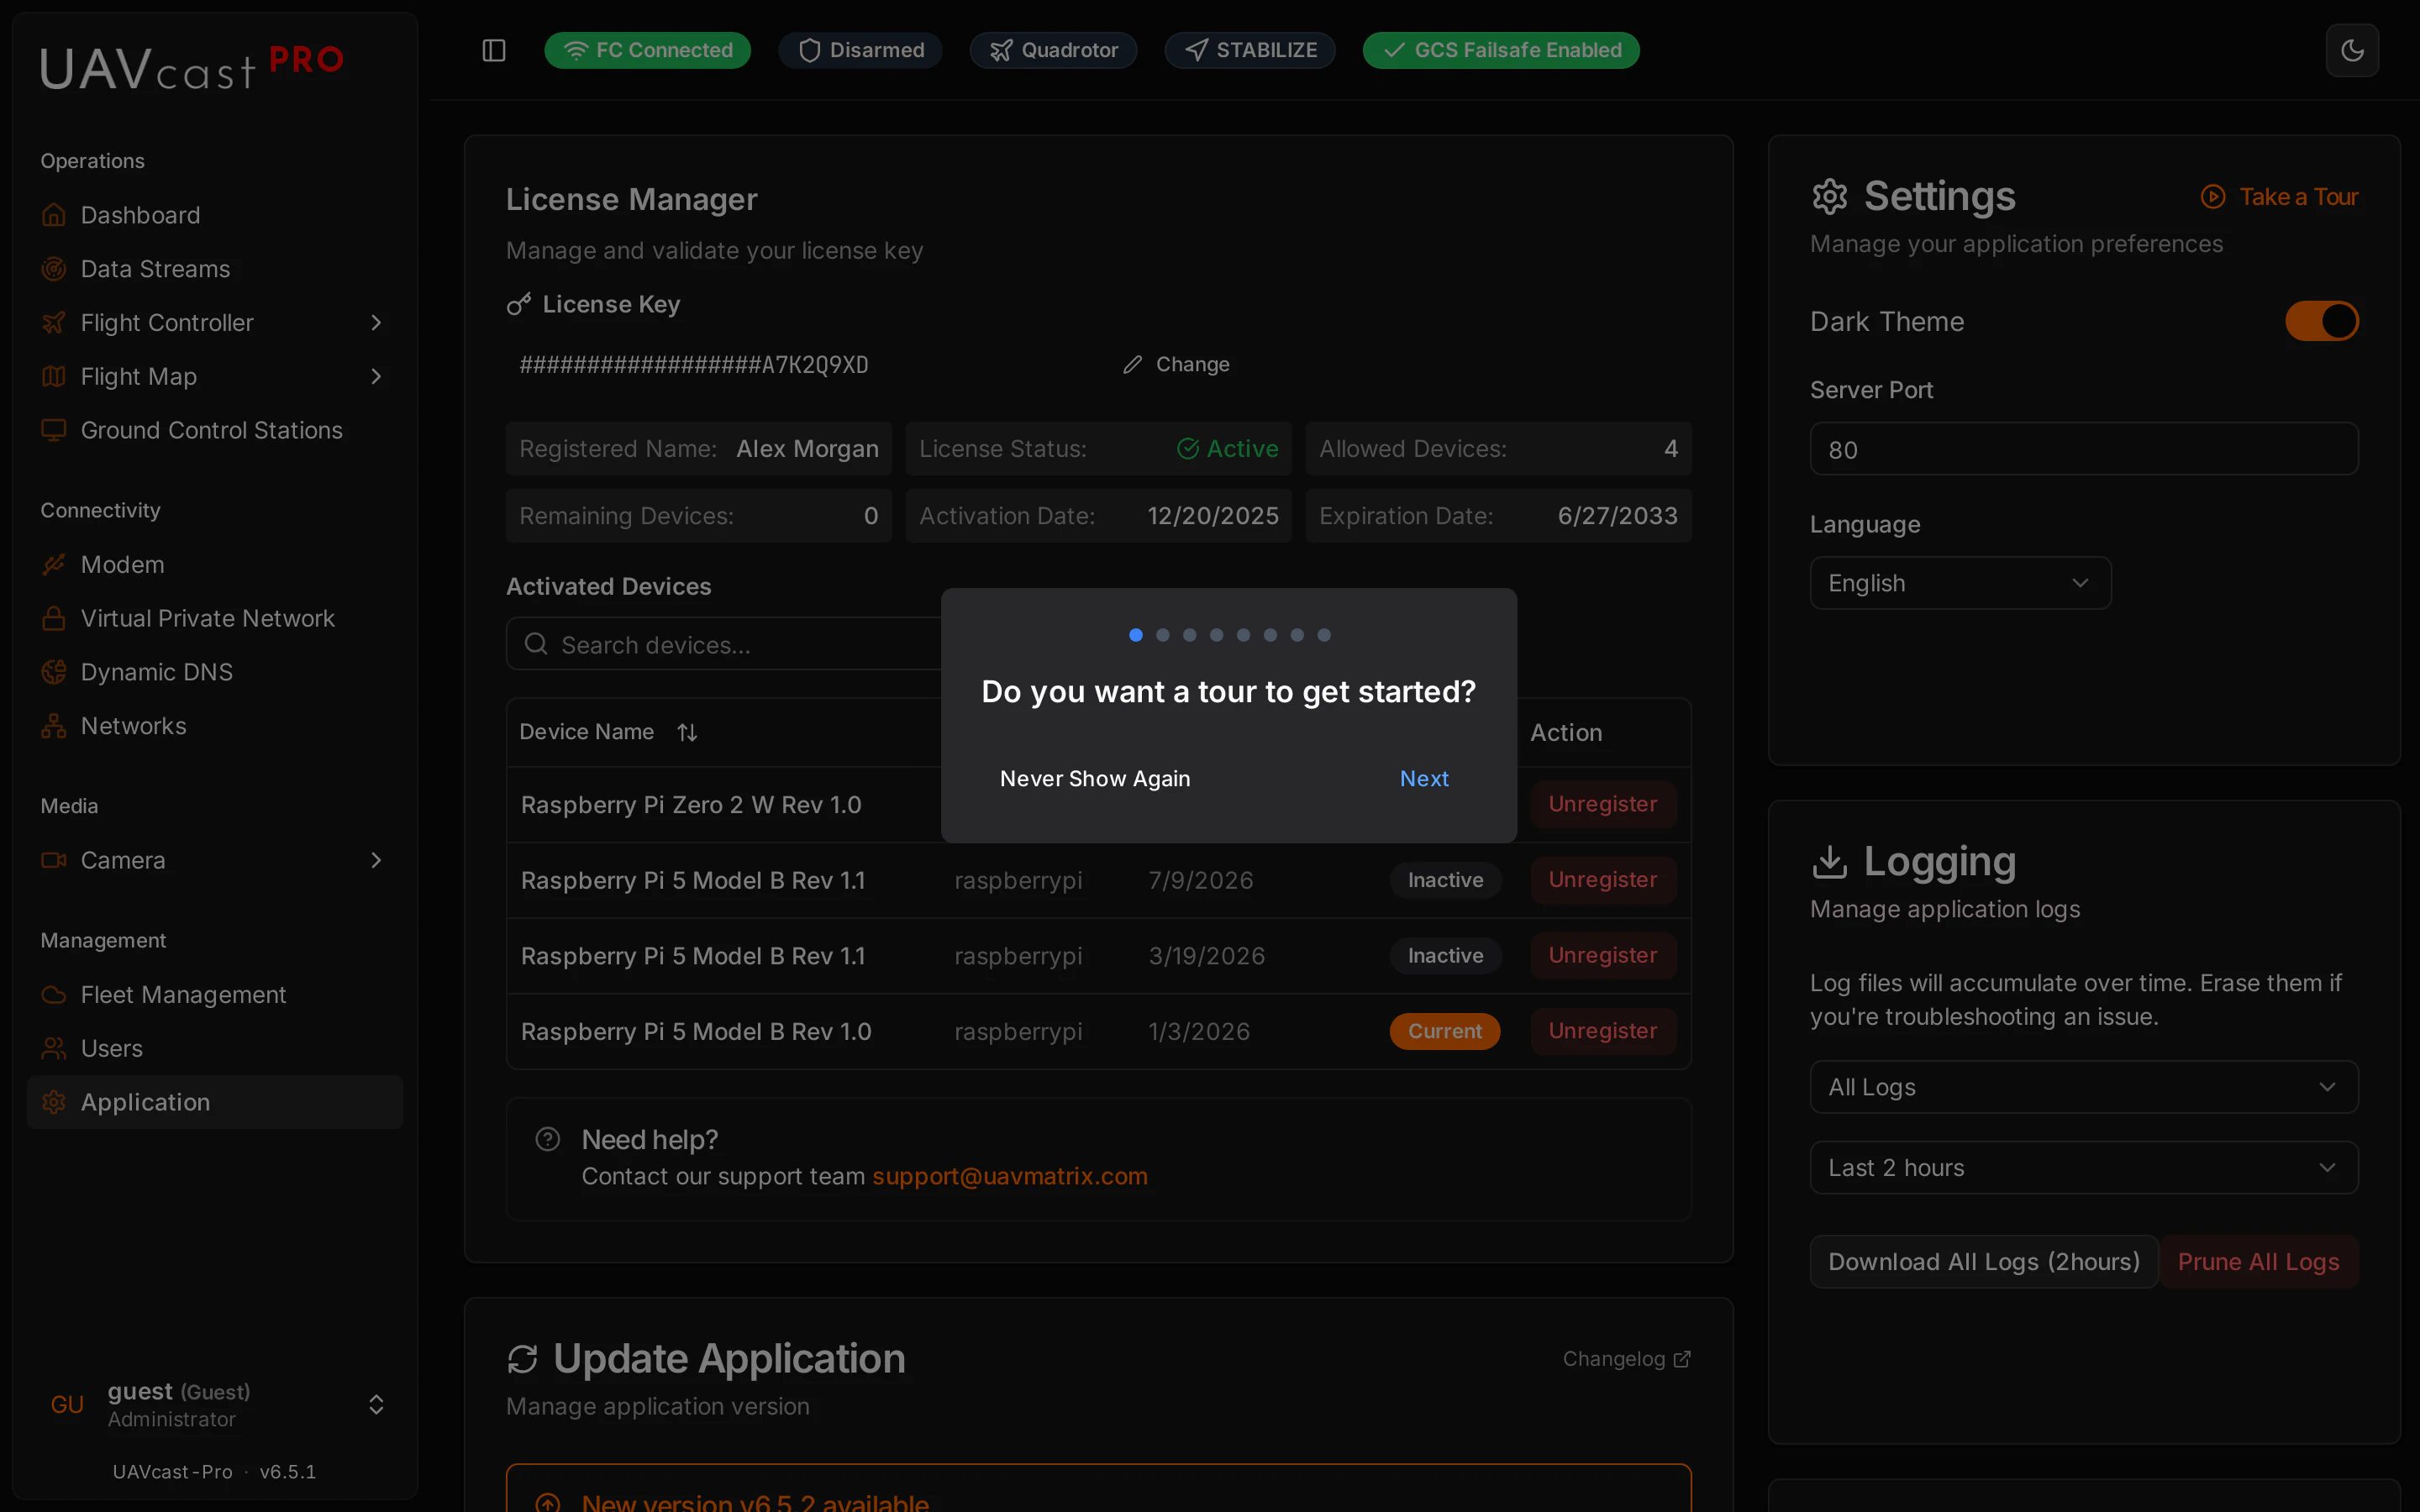 UAVcast PRO
Operations
Dashboard
Data Streams
Flight Controller
Flight Map
Ground Control Stations
Connectivity
Modem
Virtual Private Network
Dynamic DNS
Networks
Media
Camera
Management
Fleet Management
Users
Application
GU
guest (Guest)
Administrator
UAVcast-Pro · v6.5.1
FC Connected
Disarmed
Quadrotor
STABILIZE
GCS Failsafe Enabled
License Manager
Manage and validate your license key
License Key
##################A7K2Q9XD
Change
Registered Name: Alex Morgan
License Status: Active
Allowed Devices: 4
Remaining Devices: 0
Activation Date: 12/20/2025
Expiration Date: 6/27/2033
Activated Devices
Search devices...
Device Name
Action
Raspberry Pi Zero 2 W Rev 1.0 Unregister
Raspberry Pi 5 Model B Rev 1.1 raspberrypi 7/9/2026 Inactive Unregister
Raspberry Pi 5 Model B Rev 1.1 raspberrypi 3/19/2026 Inactive Unregister
Raspberry Pi 5 Model B Rev 1.0 raspberrypi 1/3/2026 Current Unregister
Do you want a tour to get started?
Never Show Again
Next
Need help?
Contact our support team support@uavmatrix.com
Update Application
Changelog
Manage application version
New version v6.5.2 available
Settings
Take a Tour
Manage your application preferences
Dark Theme
Server Port
80
Language
English
Logging
Manage application logs
Log files will accumulate over time. Erase them if
you're troubleshooting an issue.
All Logs
Last 2 hours
Download All Logs (2hours)
Prune All Logs